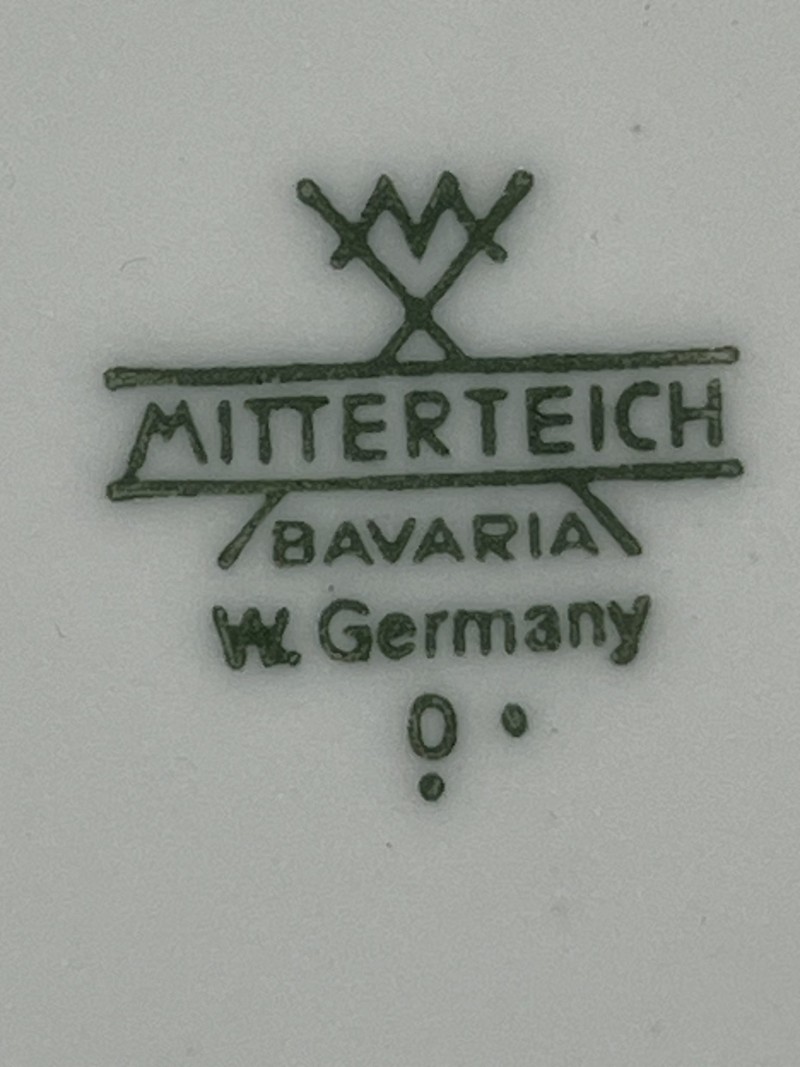 M
MITTERTEICH
BAVARIA
W. Germany
0